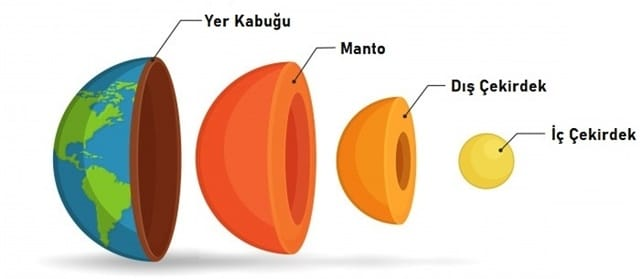 Yer Kabuğu
Manto
Dış Çekirdek
İç Çekirdek